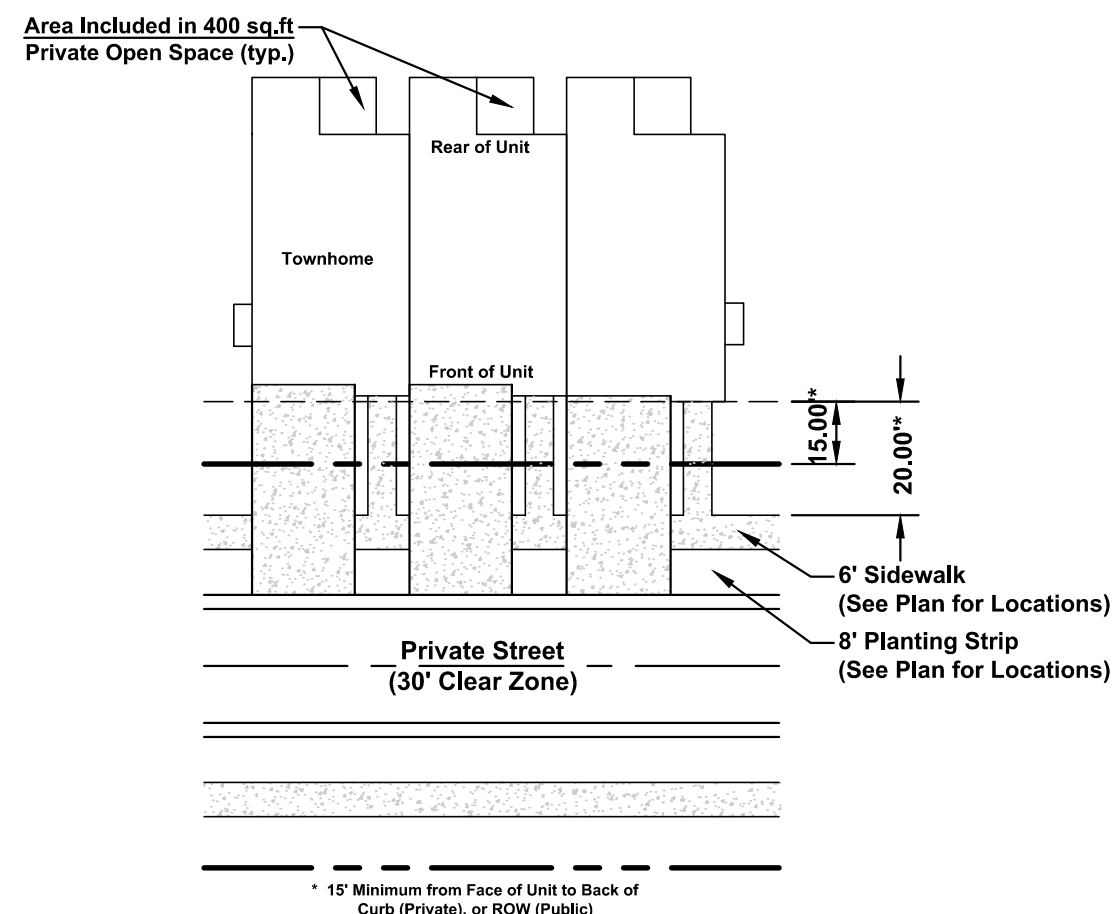 Area Included in 400 sq.ft
Private Open Space (typ.)
Rear of Unit
Townhome
Front of Unit
15.00'*
20.00'*
6' Sidewalk
(See Plan for Locations)
8' Planting Strip
(See Plan for Locations)
Private Street
(30' Clear Zone)
* 15' Minimum from Face of Unit to Back of
Curb (Private), or ROW (Public)